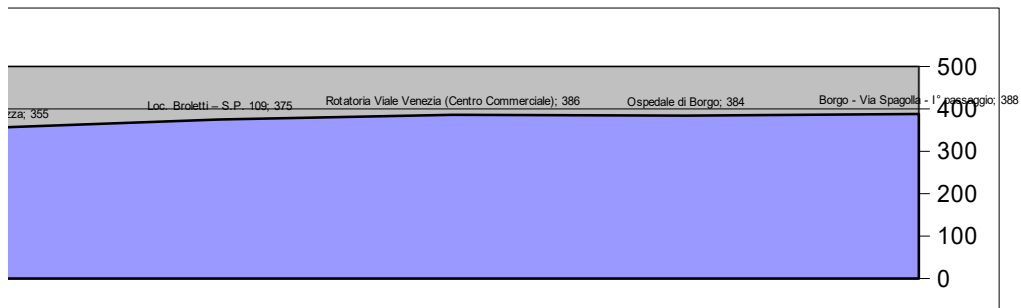 zza; 355
Loc. Broletti – S.P. 109; 375
Rotatoria Viale Venezia (Centro Commerciale); 386
Ospedale di Borgo; 384
Borgo - Via Spagolla - I° passaggio; 388
500
400
300
200
100
0